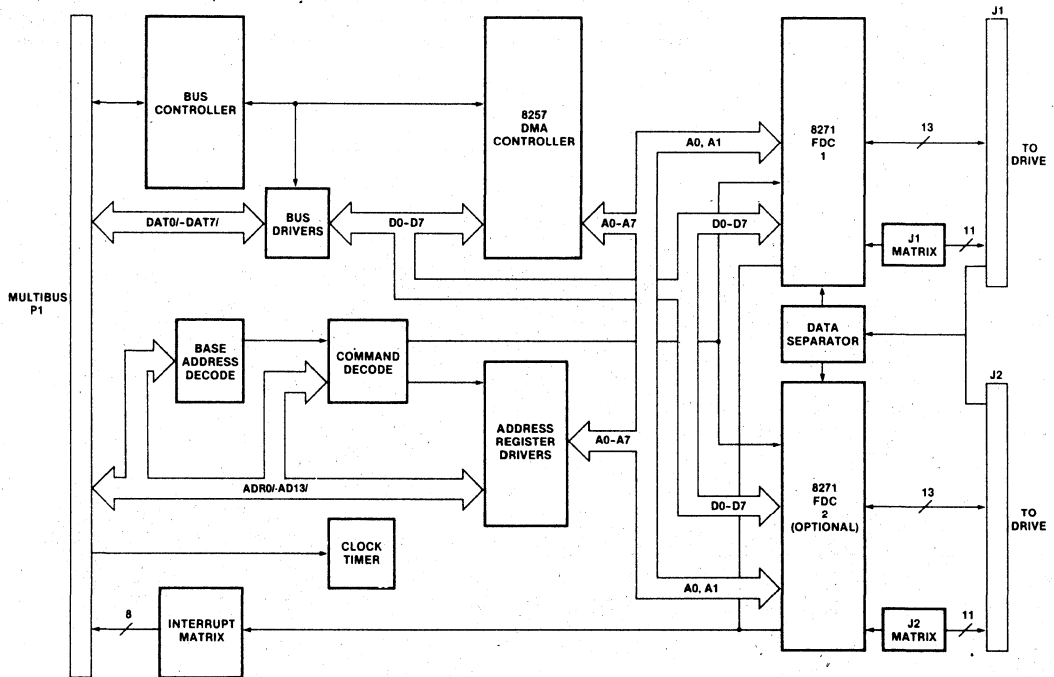 J1
BUS
CONTROLLER
8257
DMA
CONTROLLER
8271
FDC
1
A0, A1
13
TO
DRIVE
DAT0/-DAT7/
BUS
DRIVERS
D0-D7
A0-A7
D0-D7
J1
MATRIX
11
MULTIBUS
P1
BASE
ADDRESS
DECODE
COMMAND
DECODE
DATA
SEPARATOR
J2
ADDRESS
REGISTER
DRIVERS
A0-A7
ADR0/-AD13/
D0-D7
8271
FDC
2
(OPTIONAL)
13
TO
DRIVE
CLOCK
TIMER
A0, A1
8
INTERRUPT
MATRIX
J2
MATRIX
11